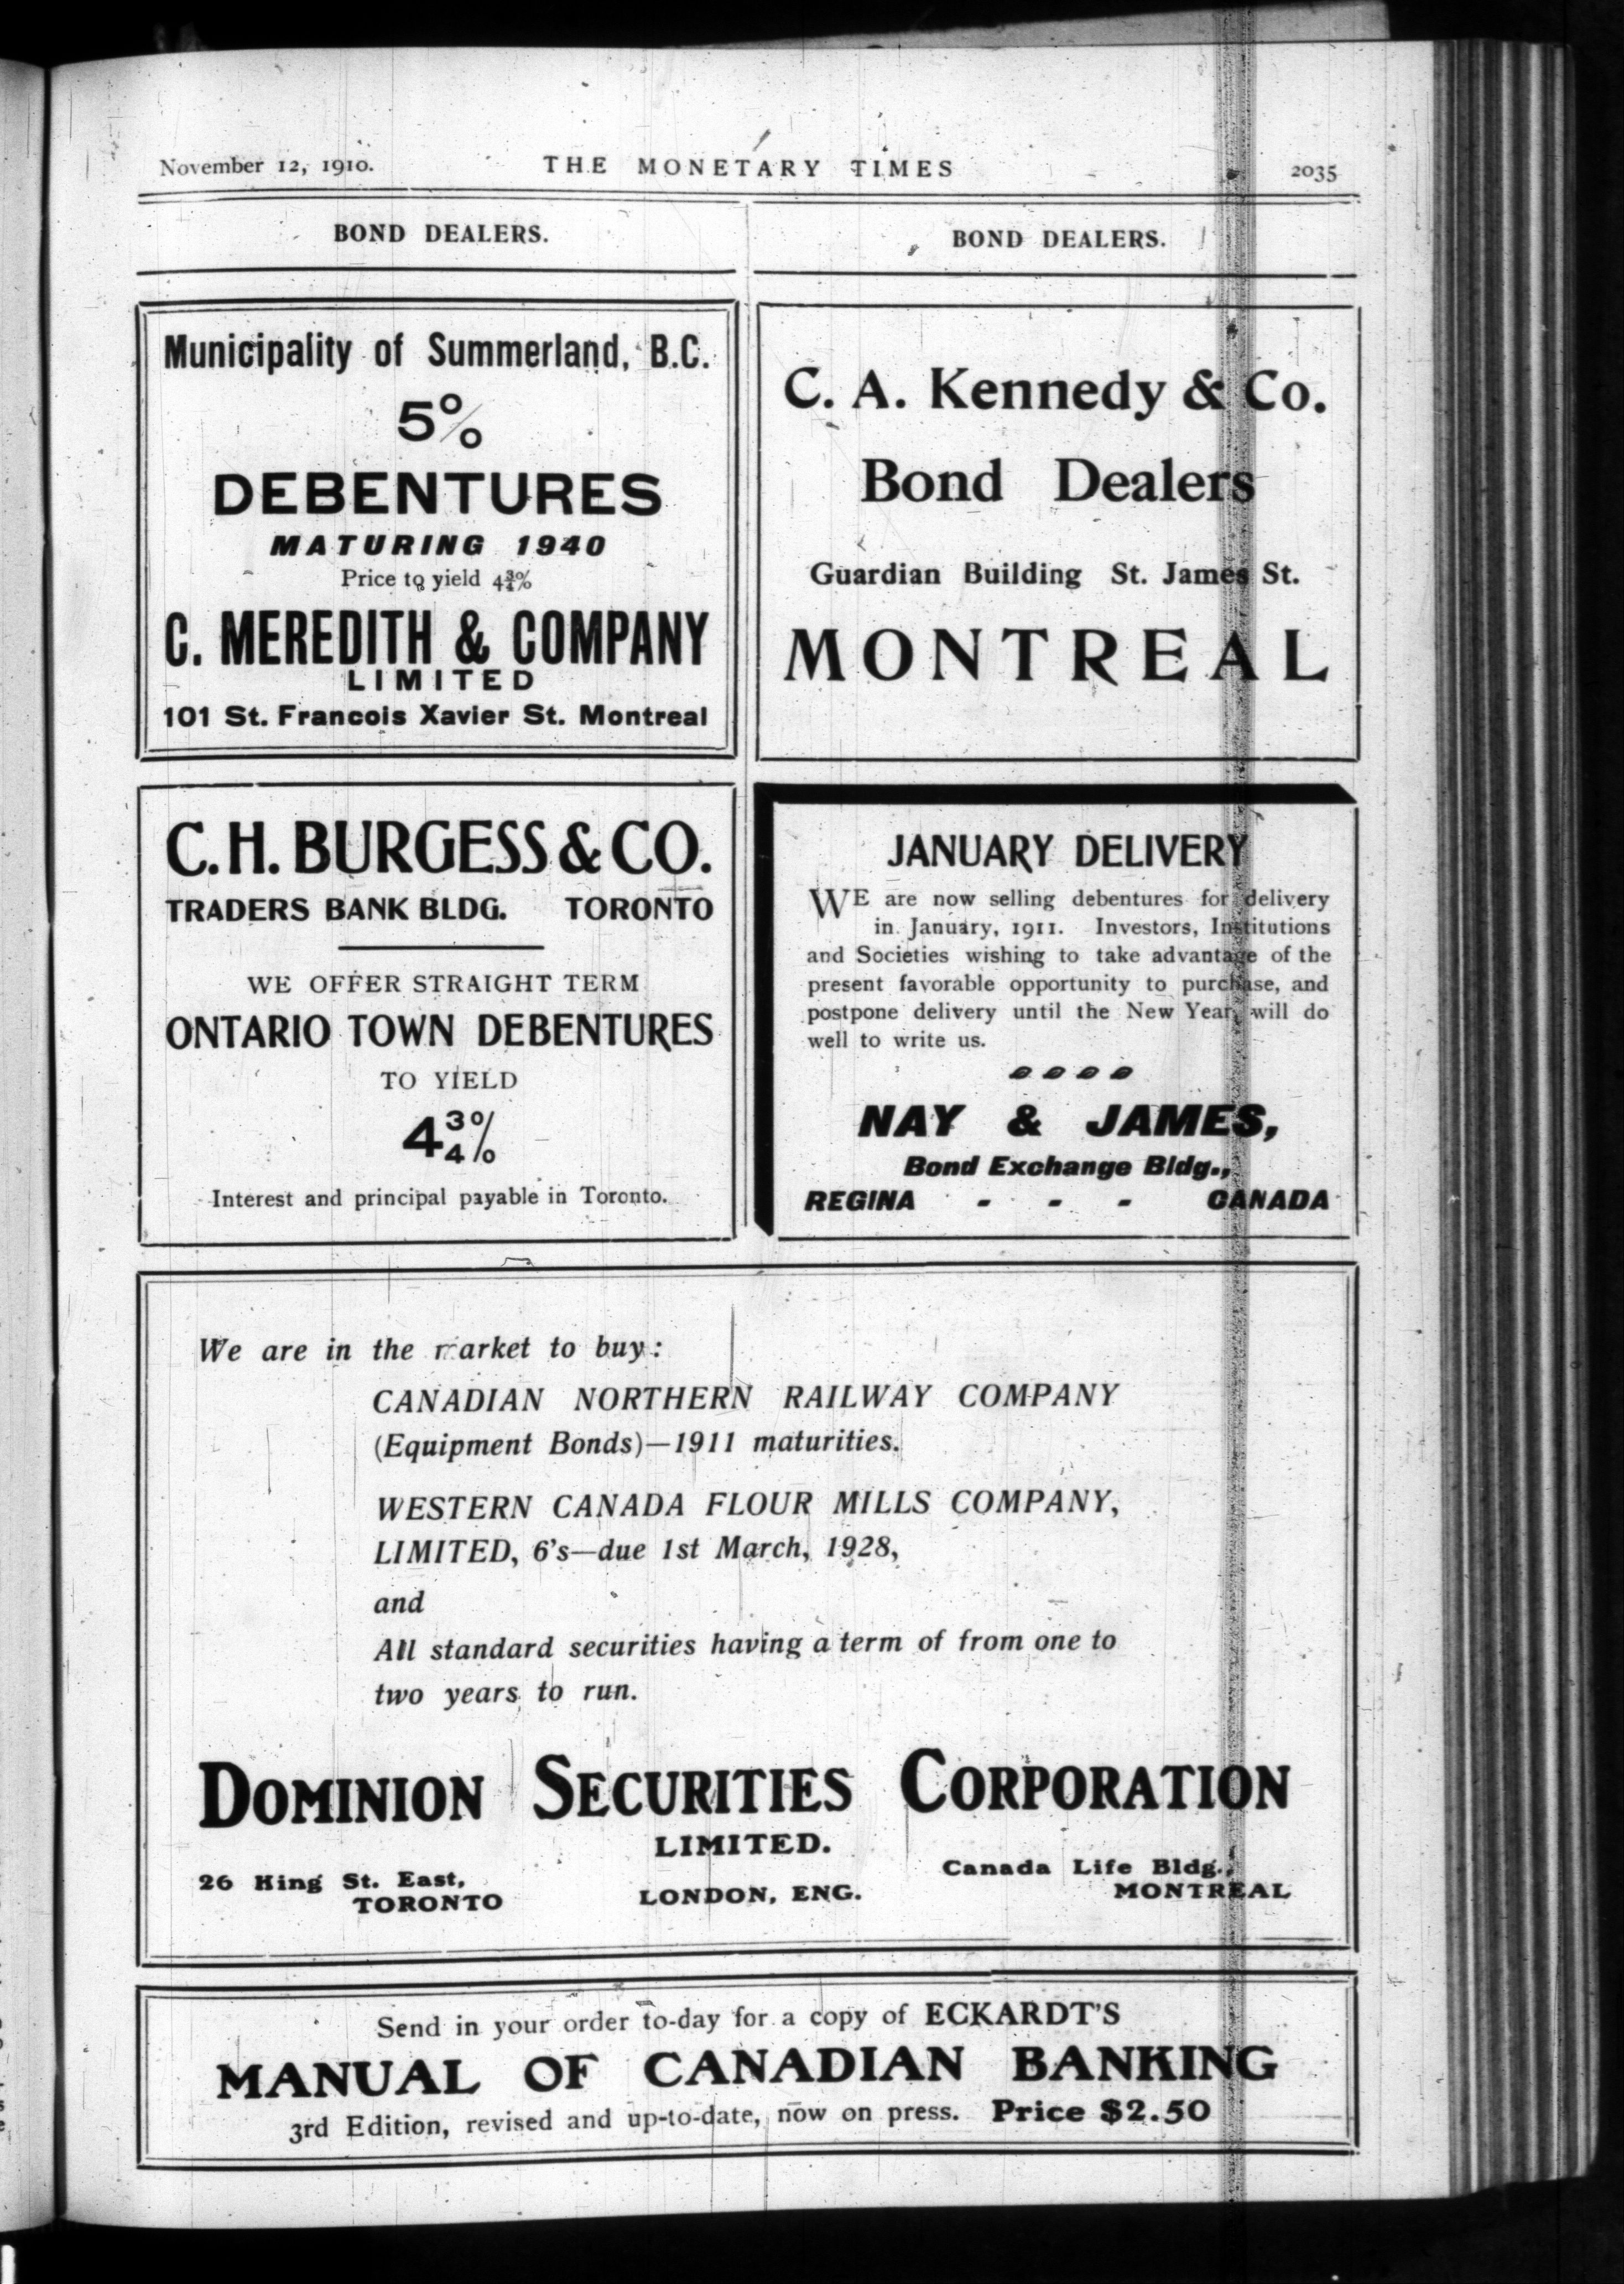 November 12, 1910.
THE MONETARY TIMES
2035
BOND DEALERS.
Municipality of Summerland, B.C.
5%
DEBENTURES
MATURING 1940
Price to yield 4¾%
C. MEREDITH & COMPANY
LIMITED
101 St. Francois Xavier St. Montreal
C. H. BURGESS & CO.
TRADERS BANK BLDG. TORONTO
WE OFFER STRAIGHT TERM
ONTARIO TOWN DEBENTURES
TO YIELD
4¾%
Interest and principal payable in Toronto.
BOND DEALERS.
C. A. Kennedy & Co.
Bond Dealers
Guardian Building St. James St.
MONTREAL
JANUARY DELIVERY
WE are now selling debentures for delivery
in January, 1911. Investors, Institutions
and Societies wishing to take advantage of the
present favorable opportunity to purchase, and
postpone delivery until the New Year, will do
well to write us.
NAY & JAMES,
Bond Exchange Bldg.,
REGINA - - - CANADA
We are in the market to buy:
CANADIAN NORTHERN RAILWAY COMPANY
(Equipment Bonds)—1911 maturities.
WESTERN CANADA FLOUR MILLS COMPANY,
LIMITED, 6's—due 1st March, 1928,
and
All standard securities having a term of from one to
two years to run.
DOMINION SECURITIES CORPORATION
LIMITED.
26 King St. East,
TORONTO
LONDON, ENG.
Canada Life Bldg.,
MONTREAL
Send in your order to-day for a copy of ECKARDT'S
MANUAL OF CANADIAN BANKING
3rd Edition, revised and up-to-date, now on press. Price $2.50